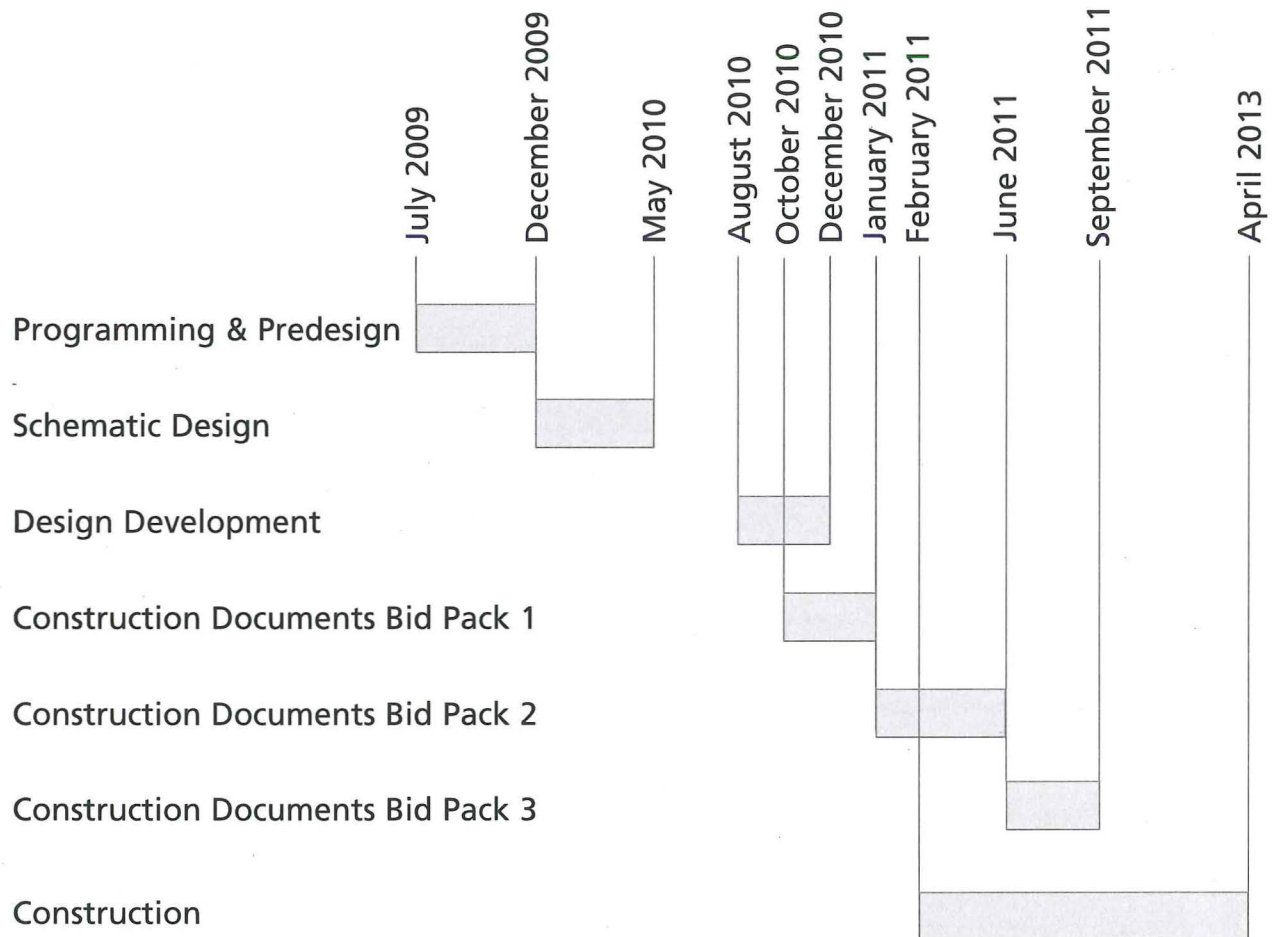 July 2009
December 2009
May 2010
August 2010
October 2010
December 2010
January 2011
February 2011
June 2011
September 2011
April 2013
Programming & Predesign
Schematic Design
Design Development
Construction Documents Bid Pack 1
Construction Documents Bid Pack 2
Construction Documents Bid Pack 3
Construction